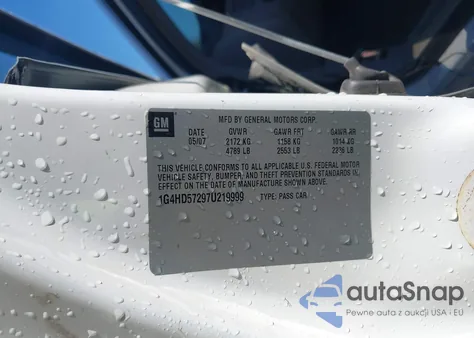 MFD BY GENERAL MOTORS CORP.
GM
DATE GVWR GAWR FRT GAWR RR
05/07 2172 KG 1158 KG 1014 KG
4789 LB 2553 LB 2236 LB
THIS VEHICLE CONFORMS TO ALL APPLICABLE U.S. FEDERAL MOTOR
VEHICLE SAFETY, BUMPER, AND THEFT PREVENTION STANDARDS IN
EFFECT ON THE DATE OF MANUFACTURE SHOWN ABOVE.
1G4HD57297U219999 TYPE: PASS CAR
autoSnap
Pewne auta z aukcji USA i EU